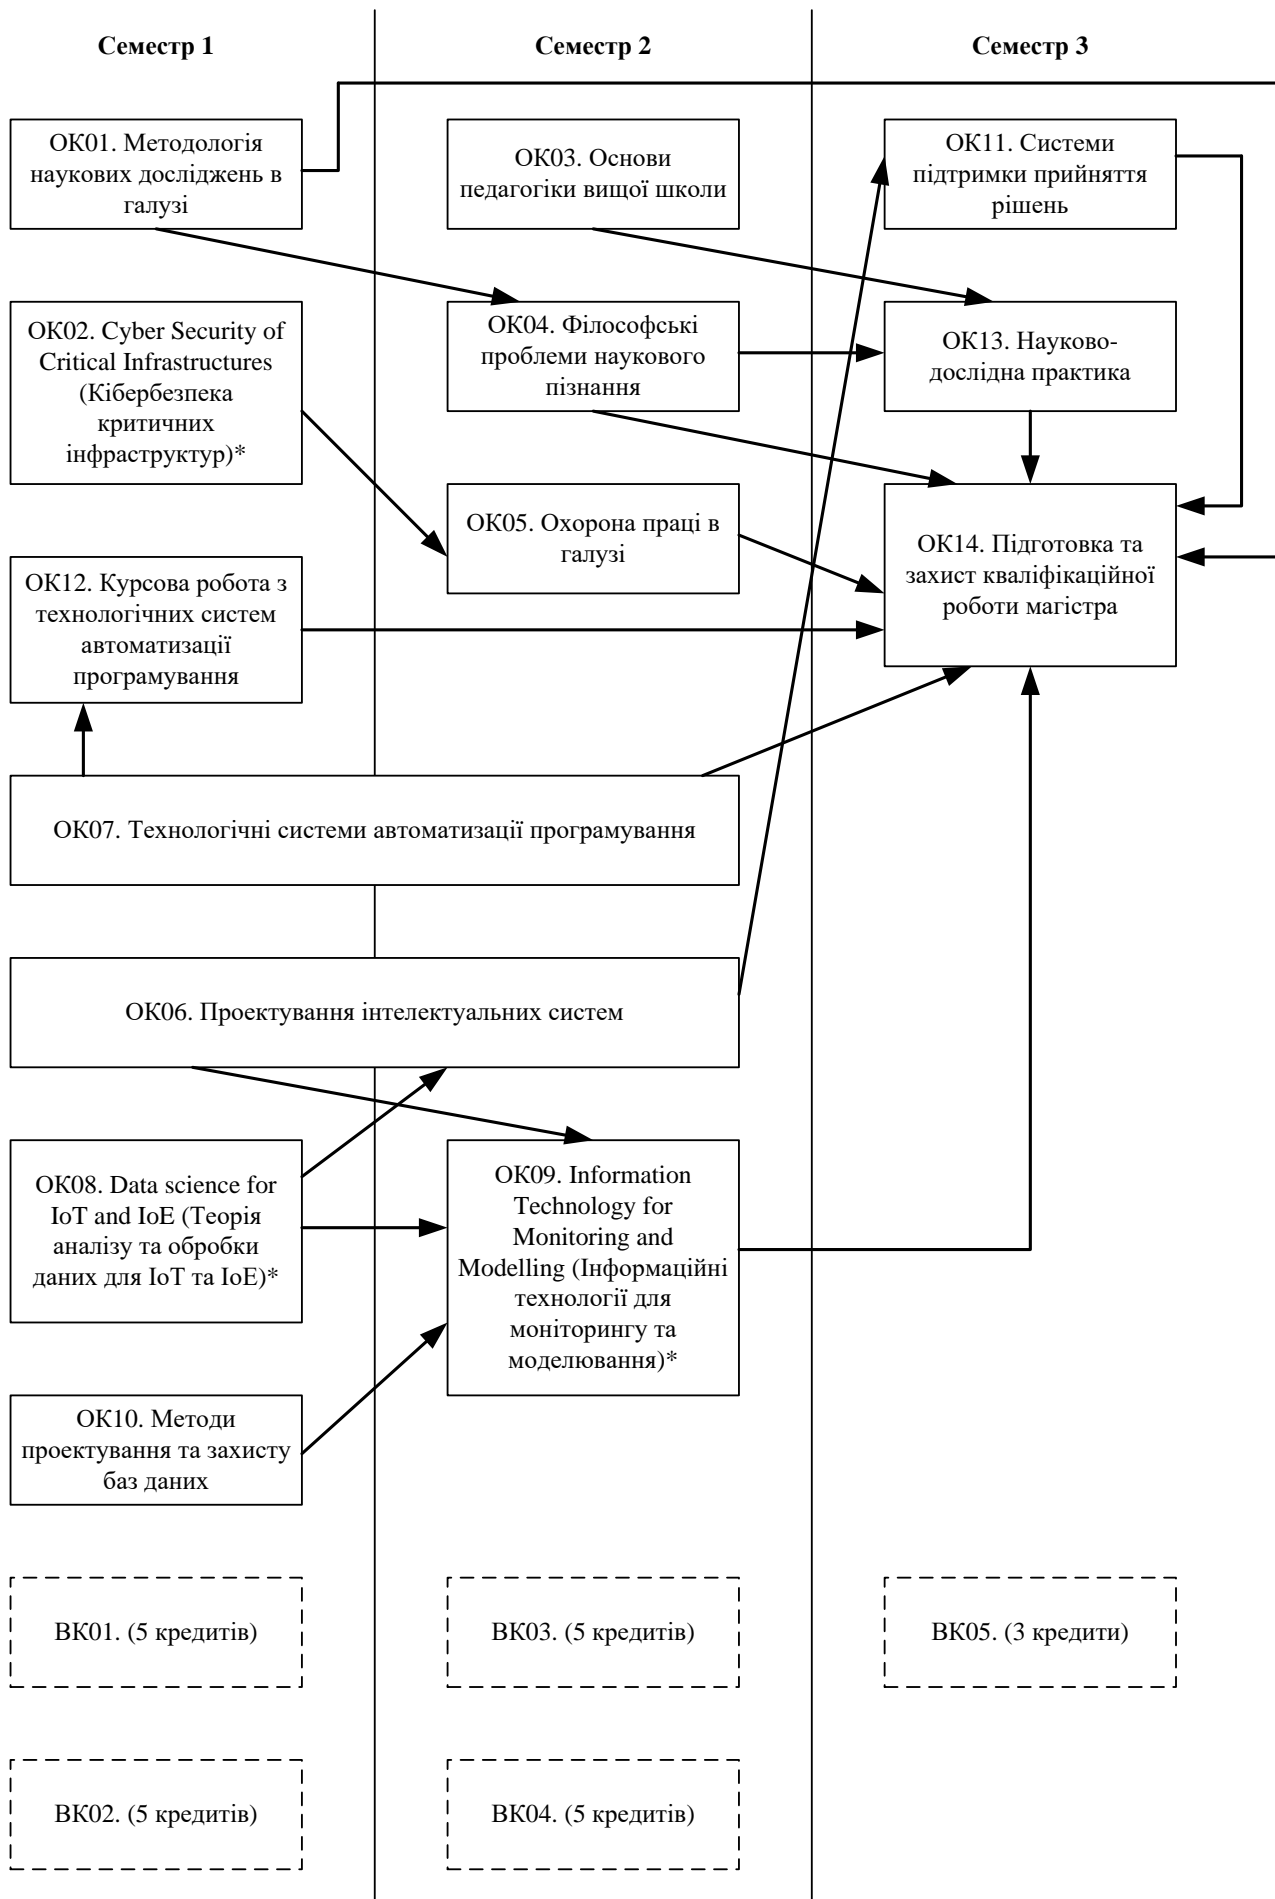 Семестр 1
Семестр 2
Семестр 3
ОК01. Методологія
наукових досліджень в
галузі
ОК03. Основи
педагогіки вищої школи
ОК11. Системи
підтримки прийняття
рішень
ОК02. Cyber Security of
Critical Infrastructures
(Кібербезпека
критичних
інфраструктур)*
ОК04. Філософські
проблеми наукового
пізнання
ОК13. Науково-
дослідна практика
ОК05. Охорона праці в
галузі
ОК14. Підготовка та
захист кваліфікаційної
роботи магістра
ОК12. Курсова робота з
технологічних систем
автоматизації
програмування
ОК07. Технологічні системи автоматизації програмування
ОК06. Проектування інтелектуальних систем
ОК08. Data science for
IoT and IoE (Теорія
аналізу та обробки
даних для IoT та IoE)*
ОК09. Information
Technology for
Monitoring and
Modelling (Інформаційні
технології для
моніторингу та
моделювання)*
ОК10. Методи
проектування та захисту
баз даних
ВК01. (5 кредитів)
ВК03. (5 кредитів)
ВК05. (3 кредити)
ВК02. (5 кредитів)
ВК04. (5 кредитів)